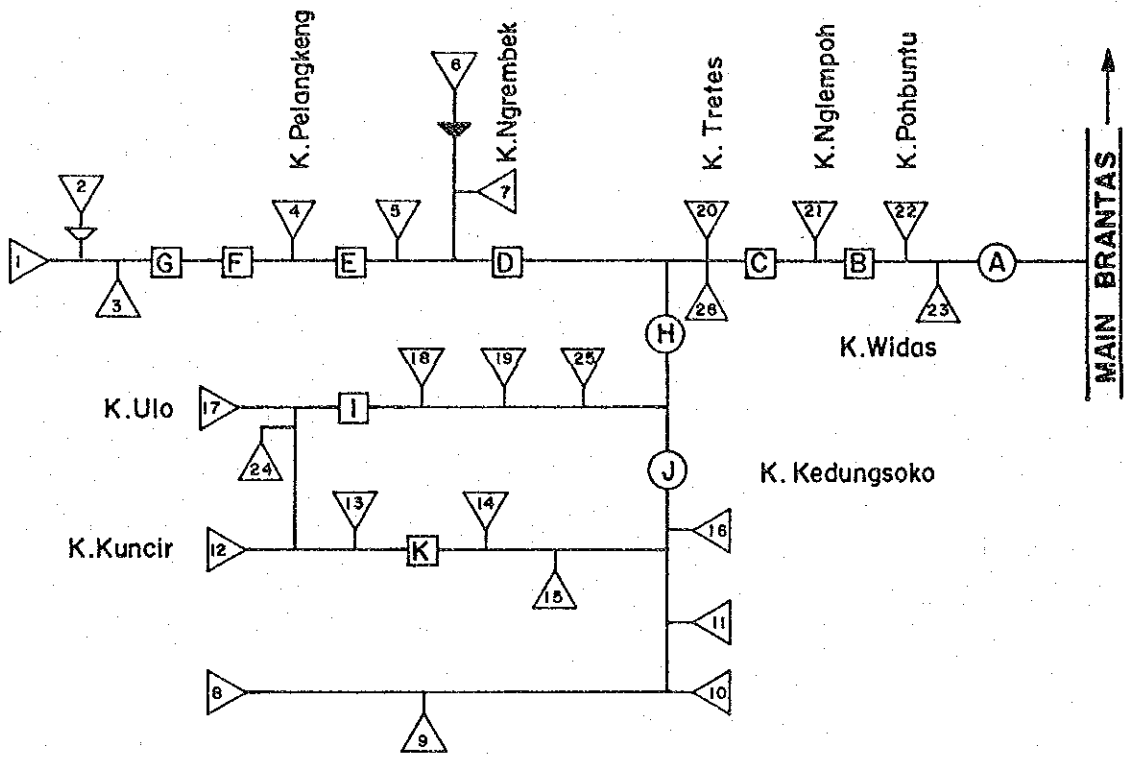 K.Pelangkeng
K.Ngrembek
K. Tretes
K.Nglempoh
K.Pohbuntu
MAIN BRANTAS
6
2
4
5
7
20
21
22
1
G
F
E
D
C
B
A
3
26
23
H
K.Widas
18
19
25
K.Ulo
17
I
24
J
K. Kedungsoko
13
14
16
K.Kuncir
12
K
15
11
8
10
9